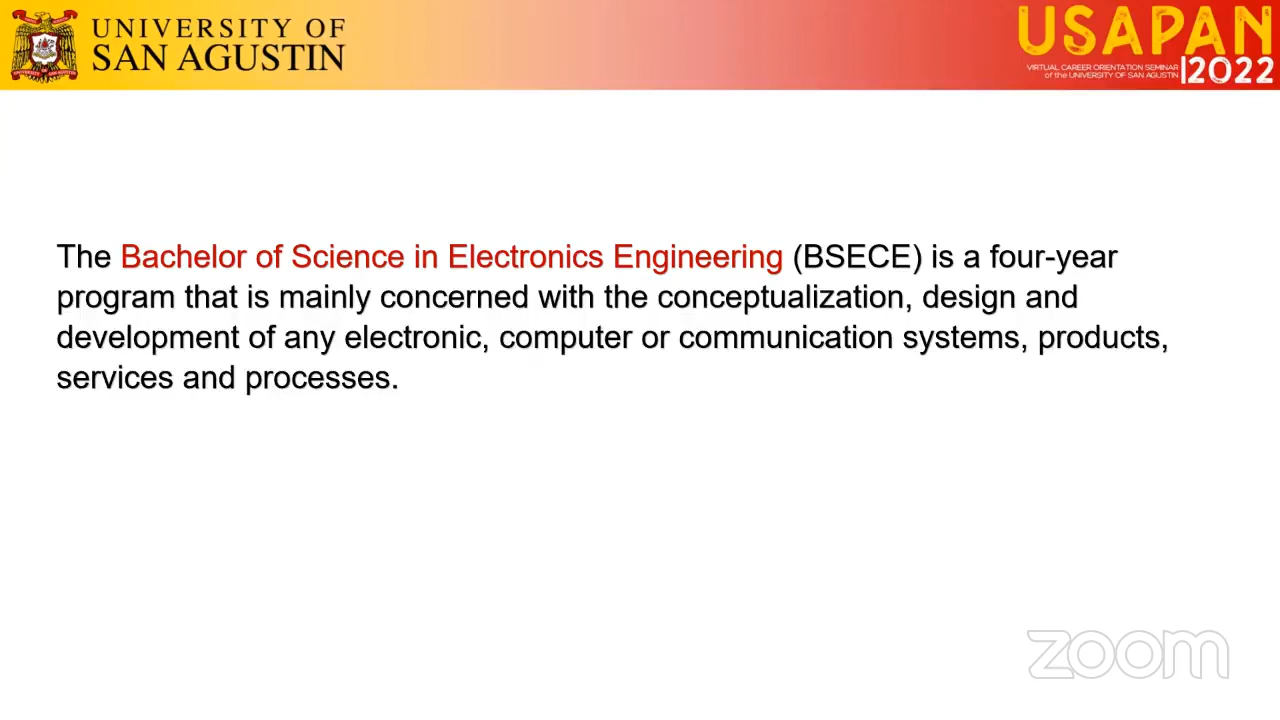 UNIVERSITY OF
SAN AGUSTIN
USAPAN
VIRTUAL CAREER ORIENTATION SEMINAR
of the UNIVERSITY OF SAN AGUSTIN
2022
The Bachelor of Science in Electronics Engineering (BSECE) is a four-year
program that is mainly concerned with the conceptualization, design and
development of any electronic, computer or communication systems, products,
services and processes.
zoom